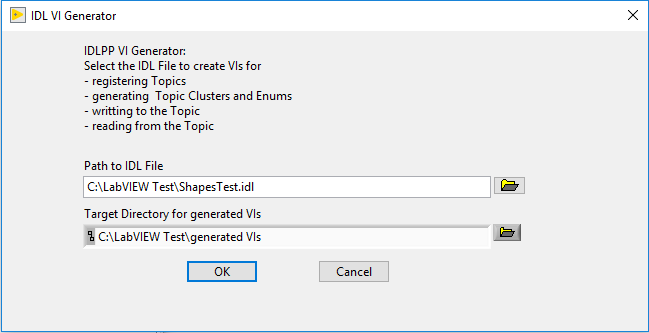 IDL VI Generator
IDLPP VI Generator:
Select the IDL File to create VIs for
- registering Topics
- generating  Topic Clusters and Enums
- writting to the Topic
- reading from the Topic
Path to IDL File
C:\LabVIEW Test\ShapesTest.idl
Target Directory for generated VIs
C:\LabVIEW Test\generated VIs
OK
Cancel